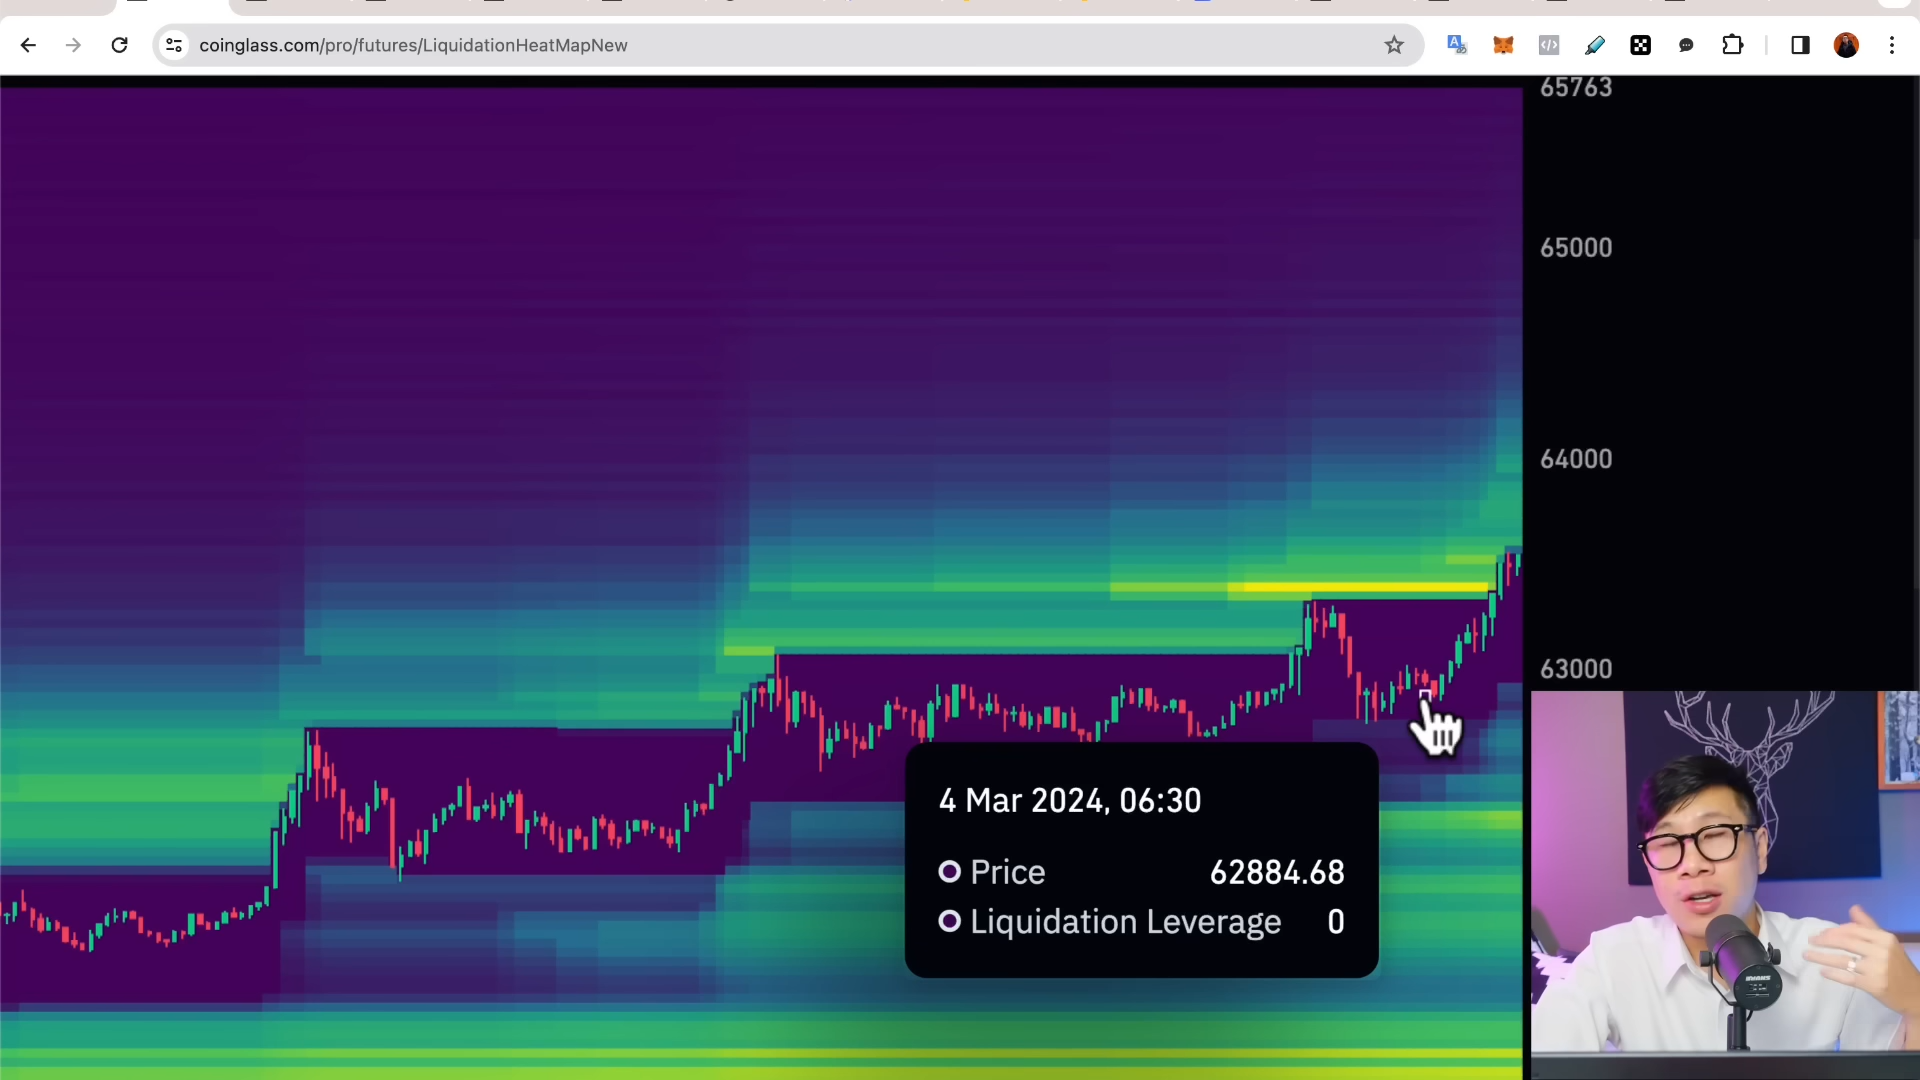 coinglass.com/pro/futures/LiquidationHeatMapNew
65763
65000
64000
63000
4 Mar 2024, 06:30
Price 62884.68
Liquidation Leverage 0